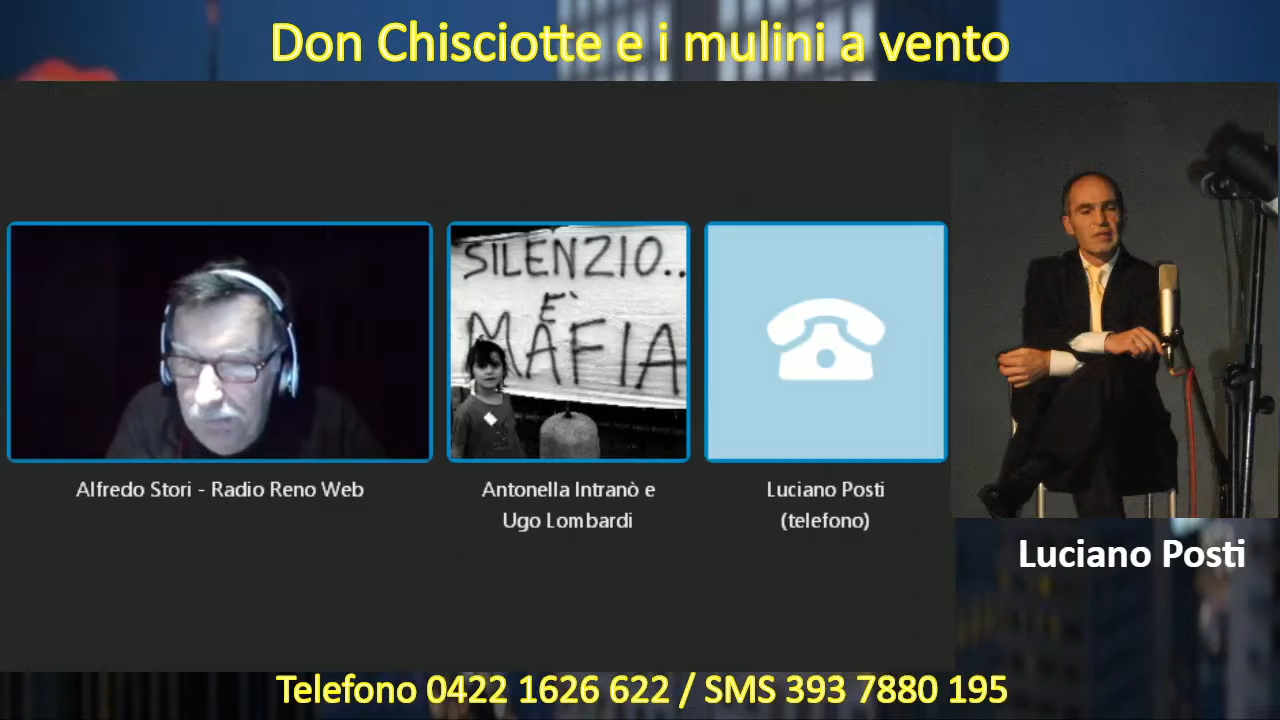 Don Chisciotte e i mulini a vento
SILENZIO..
E'
MAFIA
Alfredo Stori - Radio Reno Web
Antonella Intranò e
Ugo Lombardi
Luciano Posti
(telefono)
Luciano Posti
Telefono 0422 1626 622 / SMS 393 7880 195